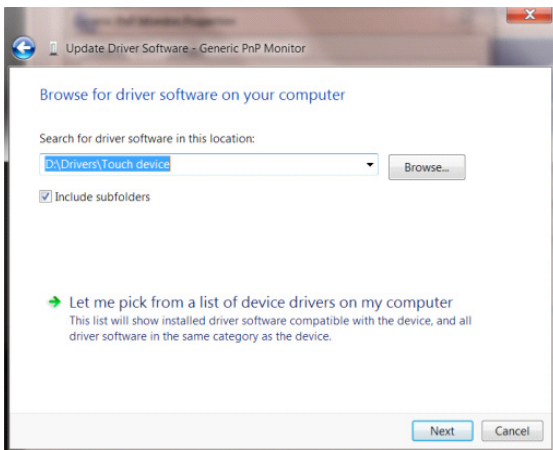 Update Driver Software - Generic PnP Monitor
Browse for driver software on your computer
Search for driver software in this location:
D:\Drivers\Touch device
Browse...
Include subfolders
Let me pick from a list of device drivers on my computer
This list will show installed driver software compatible with the device, and all
driver software in the same category as the device.
Next
Cancel